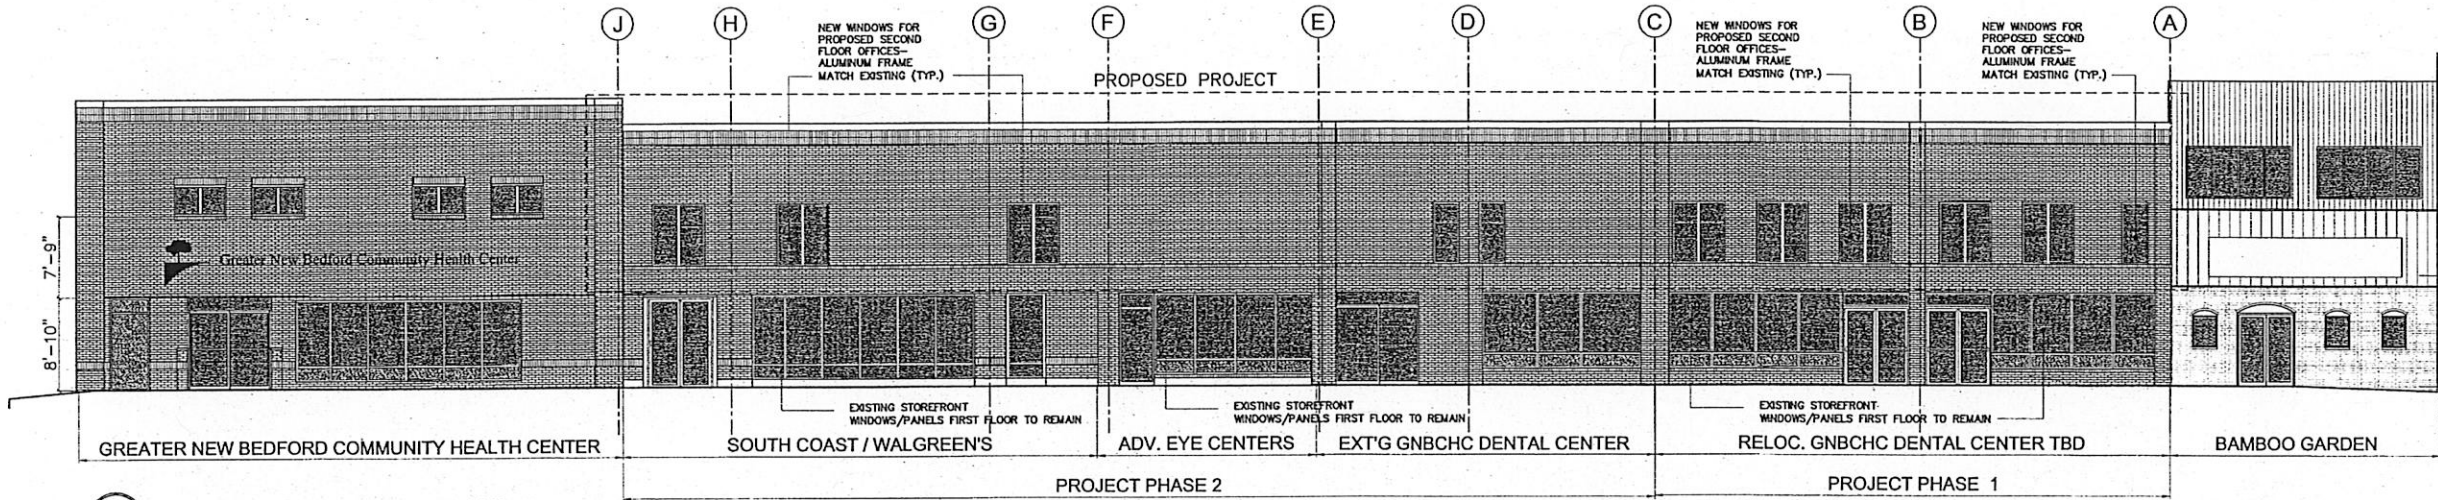 J
H
G
F
E
D
C
B
A
NEW WINDOWS FOR
PROPOSED SECOND
FLOOR OFFICES-
ALUMINUM FRAME
MATCH EXISTING (TYP.)
PROPOSED PROJECT
NEW WINDOWS FOR
PROPOSED SECOND
FLOOR OFFICES-
ALUMINUM FRAME
MATCH EXISTING (TYP.)
NEW WINDOWS FOR
PROPOSED SECOND
FLOOR OFFICES-
ALUMINUM FRAME
MATCH EXISTING (TYP.)
7'-9"
Greater New Bedford Community Health Center
8'-10"
EXISTING STOREFRONT
WINDOWS/PANELS FIRST FLOOR TO REMAIN
EXISTING STOREFRONT
WINDOWS/PANELS FIRST FLOOR TO REMAIN
EXISTING STOREFRONT
WINDOWS/PANELS FIRST FLOOR TO REMAIN
GREATER NEW BEDFORD COMMUNITY HEALTH CENTER
SOUTH COAST / WALGREEN'S
ADV. EYE CENTERS
EXT'G GNBCHC DENTAL CENTER
RELOC. GNBCHC DENTAL CENTER TBD
BAMBOO GARDEN
PROJECT PHASE 2
PROJECT PHASE 1